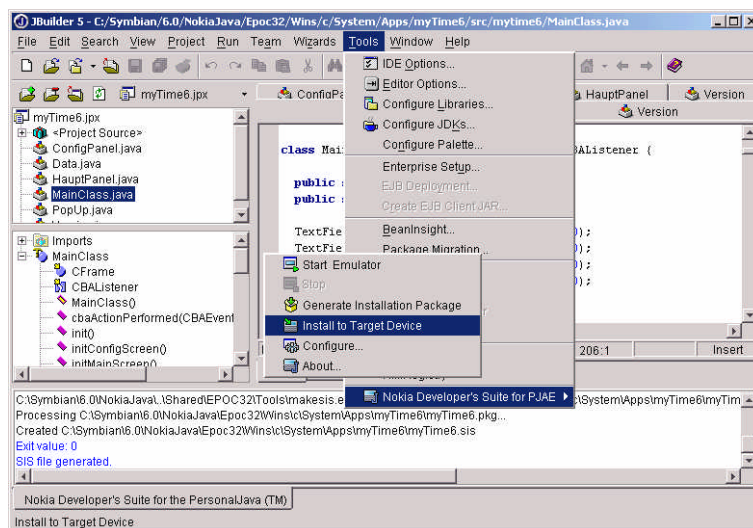 JBuilder 5 - C:/Symbian/6.0/NokiaJava/Epoc32/Wins/c/System/Apps/myTime6/src/mytime6/MainClass.java
File Edit Search View Project Run Team Wizards Tools Window Help
myTime6.jpx
ConfigPa
HauptPanel
Version
Version
myTime6.jpx
<Project Source>
ConfigPanel.java
Data.java
HauptPanel.java
MainClass.java
PopUp.java
Imports
MainClass
CFrame
CBAListener
MainClass()
cbaActionPerformed(CBAEvent
init()
initConfigScreen()
initMainScreen()
class Mai
BAListener {
public s
public s
TextFie
);
TextFie
);
);
);
IDE Options...
Editor Options...
Configure Libraries...
Configure JDKs...
Configure Palette...
Enterprise Setup...
EJB Deployment...
Create EJB Client JAR...
BeanInsight...
Package Migration...
Nokia Developer's Suite for PJAE
Start Emulator
Stop
Generate Installation Package
Install to Target Device
Configure...
About...
206:1
Insert
C:\Symbian\6.0\NokiaJava\..\Shared\EPOC32\Tools\makesis.e
C:\System\Apps\myTime6\myTim
Processing C:\Symbian\6.0\NokiaJava\Epoc32\Wins\c\System\Apps\myTime6\myTime6.pkg...
Created C:\Symbian\6.0\NokiaJava\Epoc32\Wins\c\System\Apps\myTime6\myTime6.sis
Exit value: 0
SIS file generated.
Nokia Developer's Suite for the PersonalJava (TM)
Install to Target Device